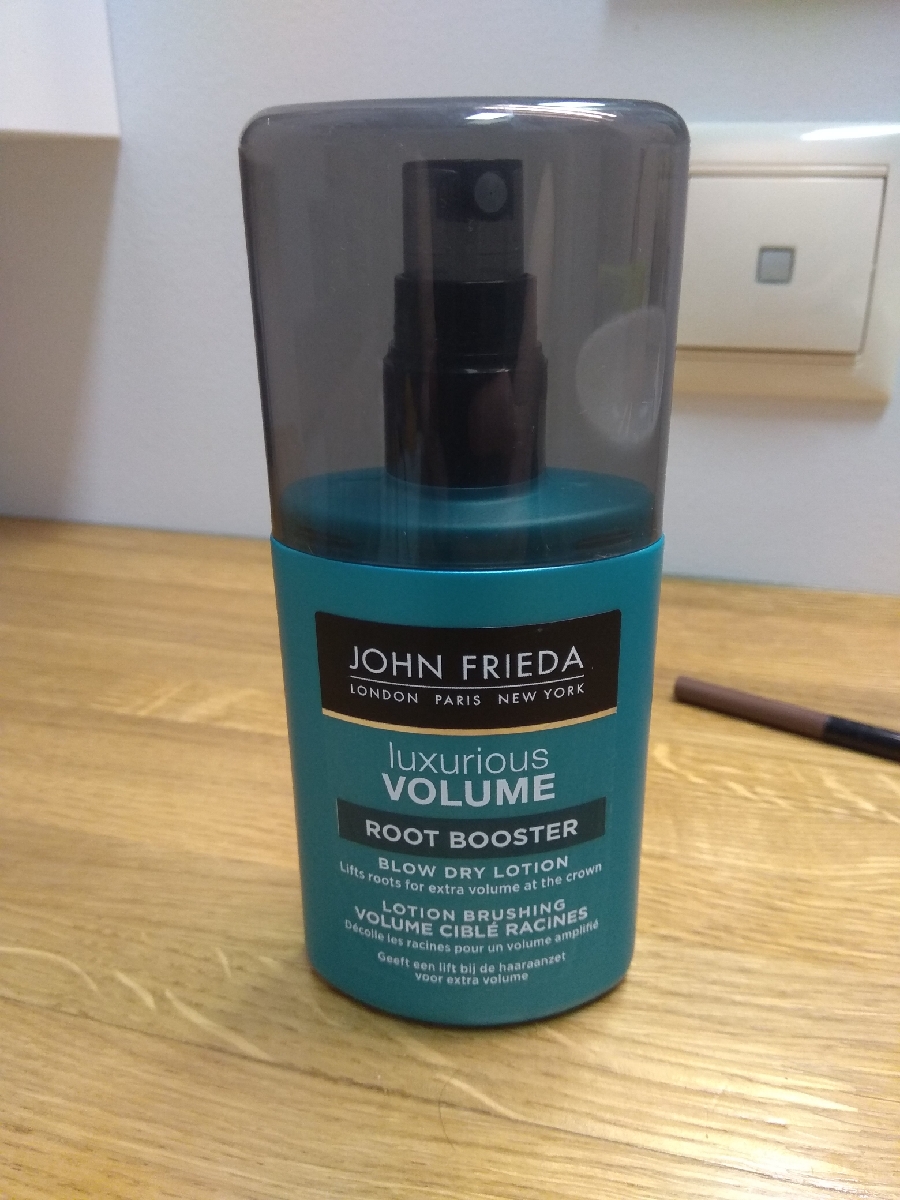 JOHN FRIEDA
LONDON PARIS NEW YORK
luxurious
VOLUME
ROOT BOOSTER
BLOW DRY LOTION
Lifts roots for extra volume at the crown
LOTION BRUSHING
VOLUME CIBLÉ RACINES
Décolle les racines pour un volume amplifié
Geeft een lift bij de haaraanzet
voor extra volume